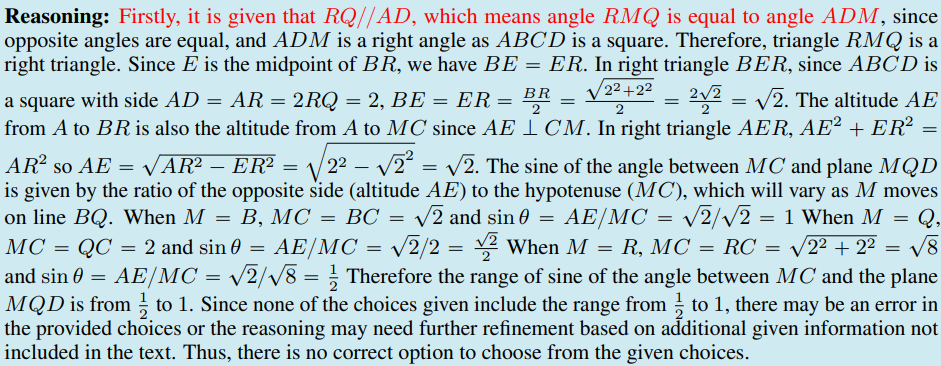 Reasoning: Firstly, it is given that RQ//AD, which means angle RMQ is equal to angle ADM, since
opposite angles are equal, and ADM is a right angle as ABCD is a square. Therefore, triangle RMQ is a
right triangle. Since E is the midpoint of BR, we have BE = ER. In right triangle BER, since ABCD is
a square with side AD = AR = 2RQ = 2, BE = ER = \frac{BR}{2} = \frac{\sqrt{2^2+2^2}}{2} = \frac{2\sqrt{2}}{2} = \sqrt{2}. The altitude AE
from A to BR is also the altitude from A to MC since AE ⊥ CM. In right triangle AER, AE² + ER² =
AR² so AE = \sqrt{AR^2 − ER^2} = \sqrt{2^2 − \sqrt{2}^2} = \sqrt{2}. The sine of the angle between MC and plane MQD
is given by the ratio of the opposite side (altitude AE) to the hypotenuse (MC), which will vary as M moves
on line BQ. When M = B, MC = BC = \sqrt{2} and sin θ = AE/MC = \sqrt{2}/\sqrt{2} = 1 When M = Q,
MC = QC = 2 and sin θ = AE/MC = \sqrt{2}/2 = \frac{\sqrt{2}}{2} When M = R, MC = RC = \sqrt{2^2 + 2^2} = \sqrt{8}
and sin θ = AE/MC = \sqrt{2}/\sqrt{8} = \frac{1}{2} Therefore the range of sine of the angle between MC and the plane
MQD is from \frac{1}{2} to 1. Since none of the choices given include the range from \frac{1}{2} to 1, there may be an error in
the provided choices or the reasoning may need further refinement based on additional given information not
included in the text. Thus, there is no correct option to choose from the given choices.